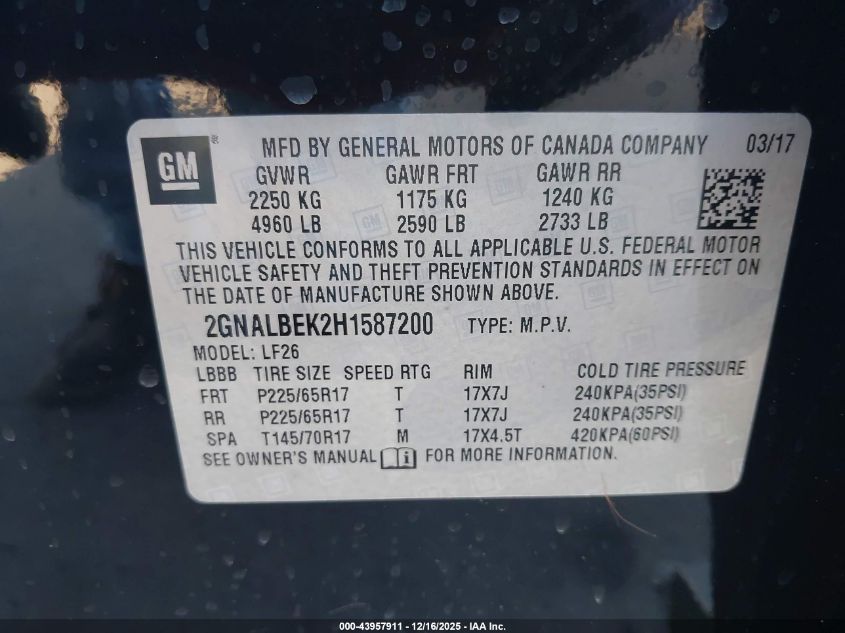 GM
MFD BY GENERAL MOTORS OF CANADA COMPANY 03/17
GVWR GAWR FRT GAWR RR
2250 KG 1175 KG 1240 KG
4960 LB 2590 LB 2733 LB
THIS VEHICLE CONFORMS TO ALL APPLICABLE U.S. FEDERAL MOTOR
VEHICLE SAFETY AND THEFT PREVENTION STANDARDS IN EFFECT ON
THE DATE OF MANUFACTURE SHOWN ABOVE.
2GNALBEK2H1587200 TYPE: M.P.V.
MODEL: LF26
LBBB TIRE SIZE SPEED RTG RIM COLD TIRE PRESSURE
FRT P225/65R17 T 17X7J 240KPA(35PSI)
RR P225/65R17 T 17X7J 240KPA(35PSI)
SPA T145/70R17 M 17X4.5T 420KPA(60PSI)
SEE OWNER'S MANUAL i FOR MORE INFORMATION.
000-43957911 - 12/16/2025 - IAA Inc.